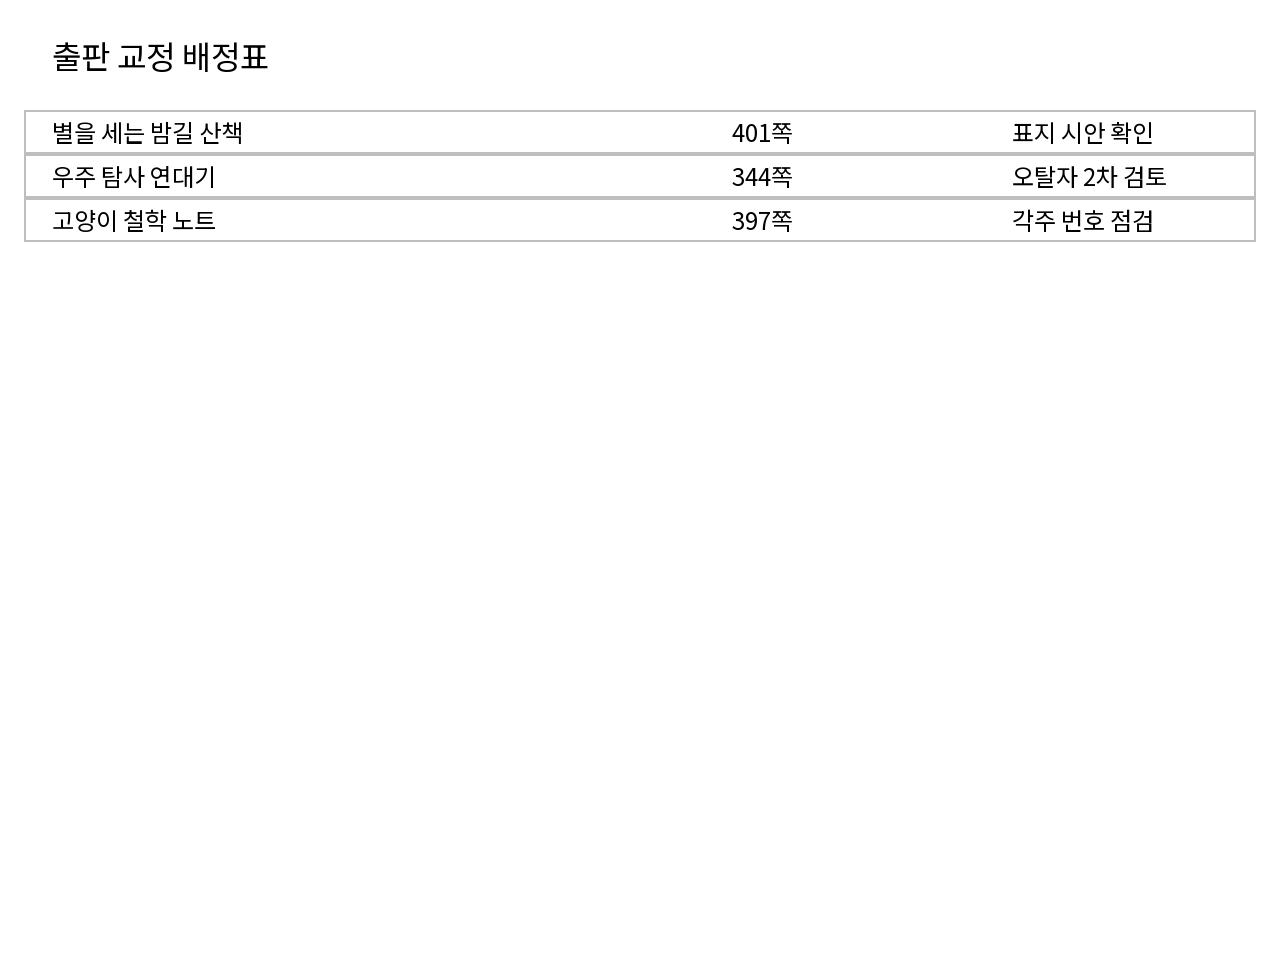 출판 교정 배정표
별을 세는 밤길 산책 401쪽 표지 시안 확인
우주 탐사 연대기 344쪽 오탈자 2차 검토
고양이 철학 노트 397쪽 각주 번호 점검